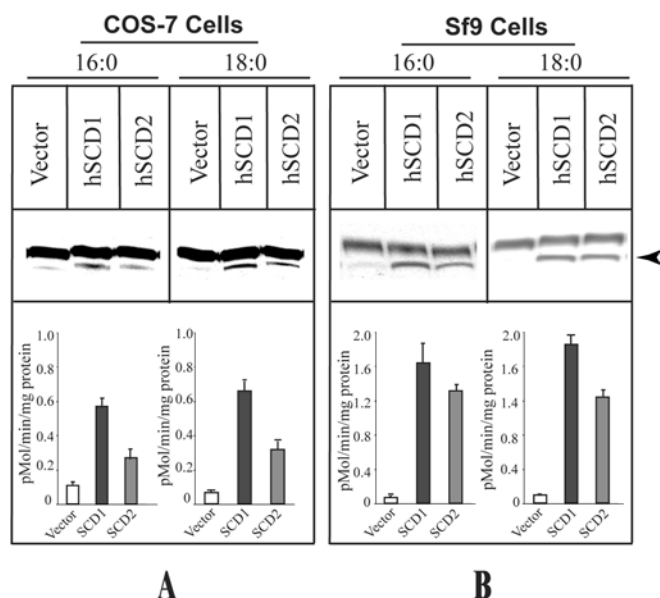 COS-7 Cells
Sf9 Cells
16:0 18:0
16:0 18:0
Vector hSCD1 hSCD2 Vector hSCD1 hSCD2
Vector hSCD1 hSCD2 Vector hSCD1 hSCD2
pMol/min/mg protein
1.0
0.8
0.6
0.4
0.2
Vector SCD1 SCD2
pMol/min/mg protein
1.0
0.8
0.6
0.4
0.2
Vector SCD1 SCD2
pMol/min/mg protein
2.0
1.6
1.2
0.8
0.4
0
Vector SCD1 SCD2
pMol/min/mg protein
2.0
1.6
1.4
0.8
0.4
0
Vector SCD1 SCD2
A
B